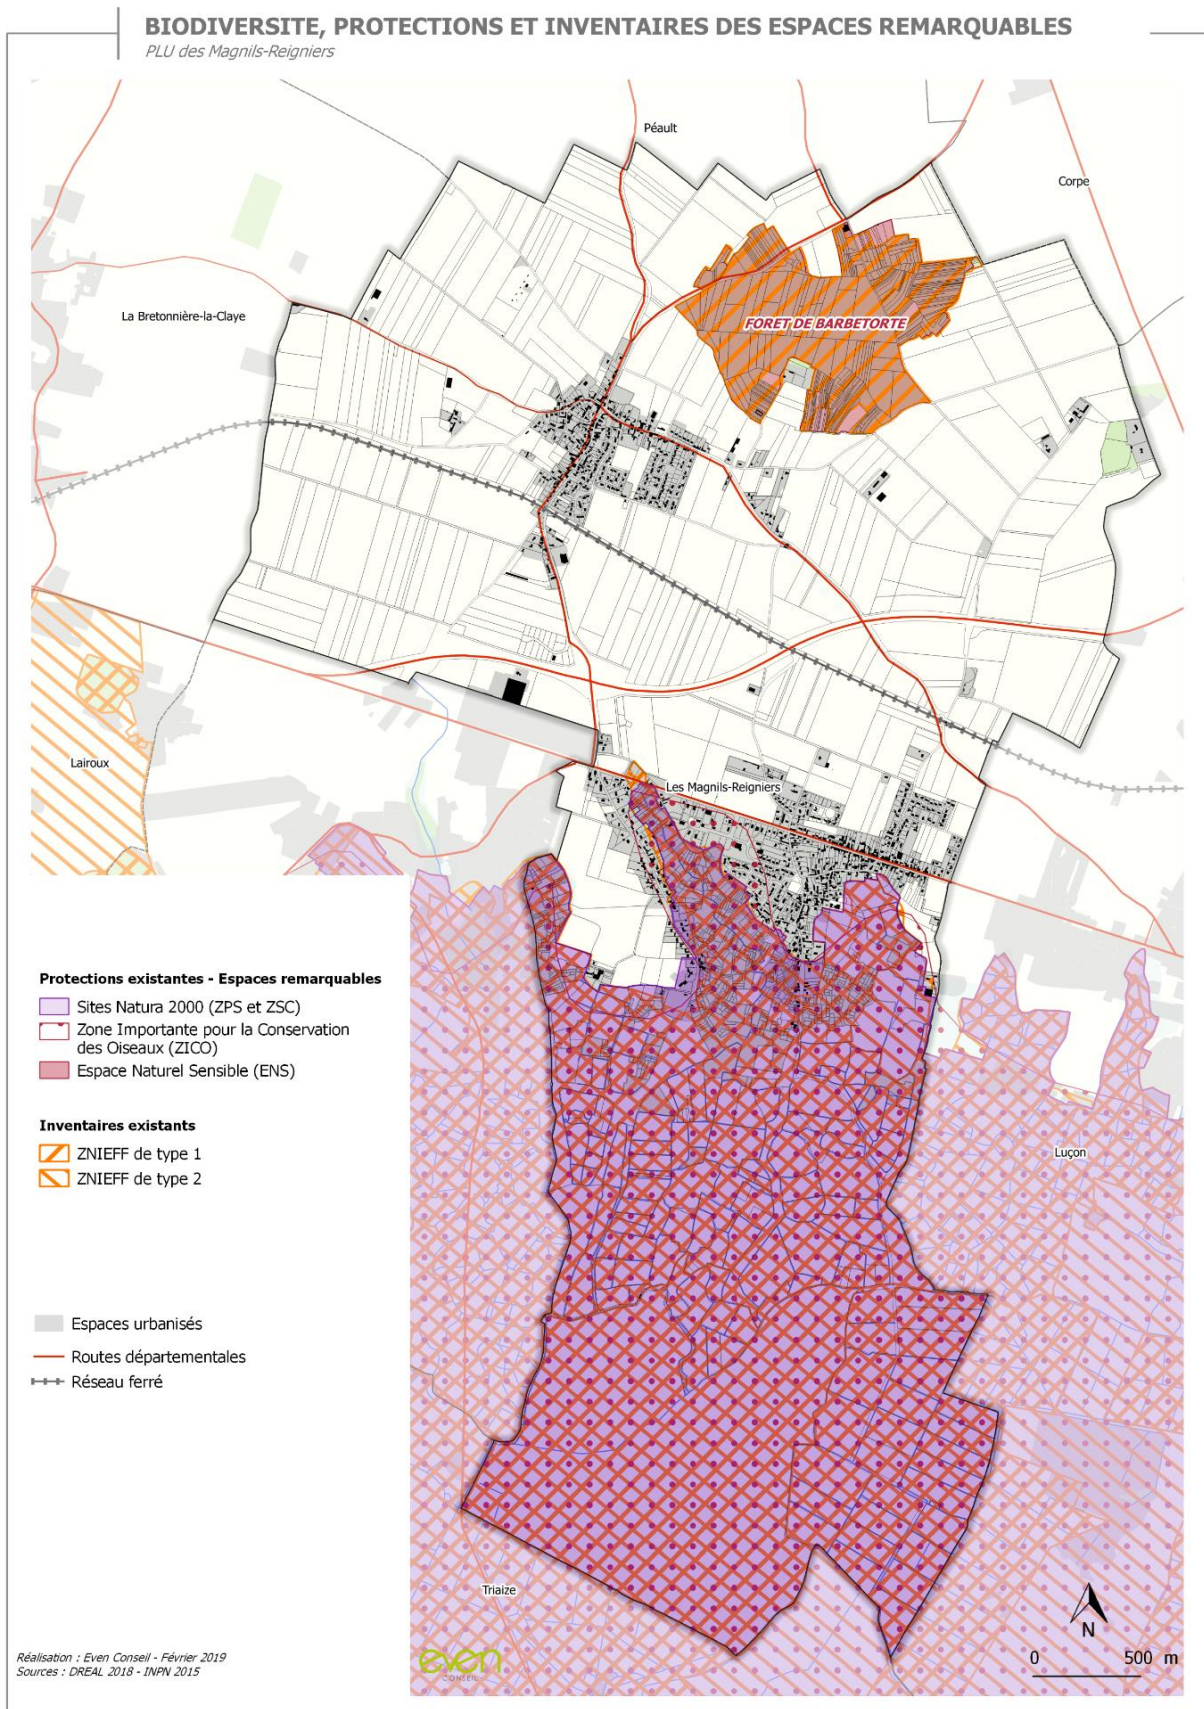 BIODIVERSITE, PROTECTIONS ET INVENTAIRES DES ESPACES REMARQUABLES
PLU des Magnils-Reigniers
Péault
Corpe
La Bretonnière-la-Claye
FORET DE BARBETORTE
Lairoux
Les Magnils-Reigniers
Protections existantes - Espaces remarquables
Sites Natura 2000 (ZPS et ZSC)
Zone Importante pour la Conservation
des Oiseaux (ZICO)
Espace Naturel Sensible (ENS)
Inventaires existants
ZNIEFF de type 1
ZNIEFF de type 2
Luçon
Espaces urbanisés
Routes départementales
Réseau ferré
Triaize
N
0 500 m
Réalisation : Even Conseil - Février 2019
Sources : DREAL 2018 - INPN 2015
even
CONSEIL